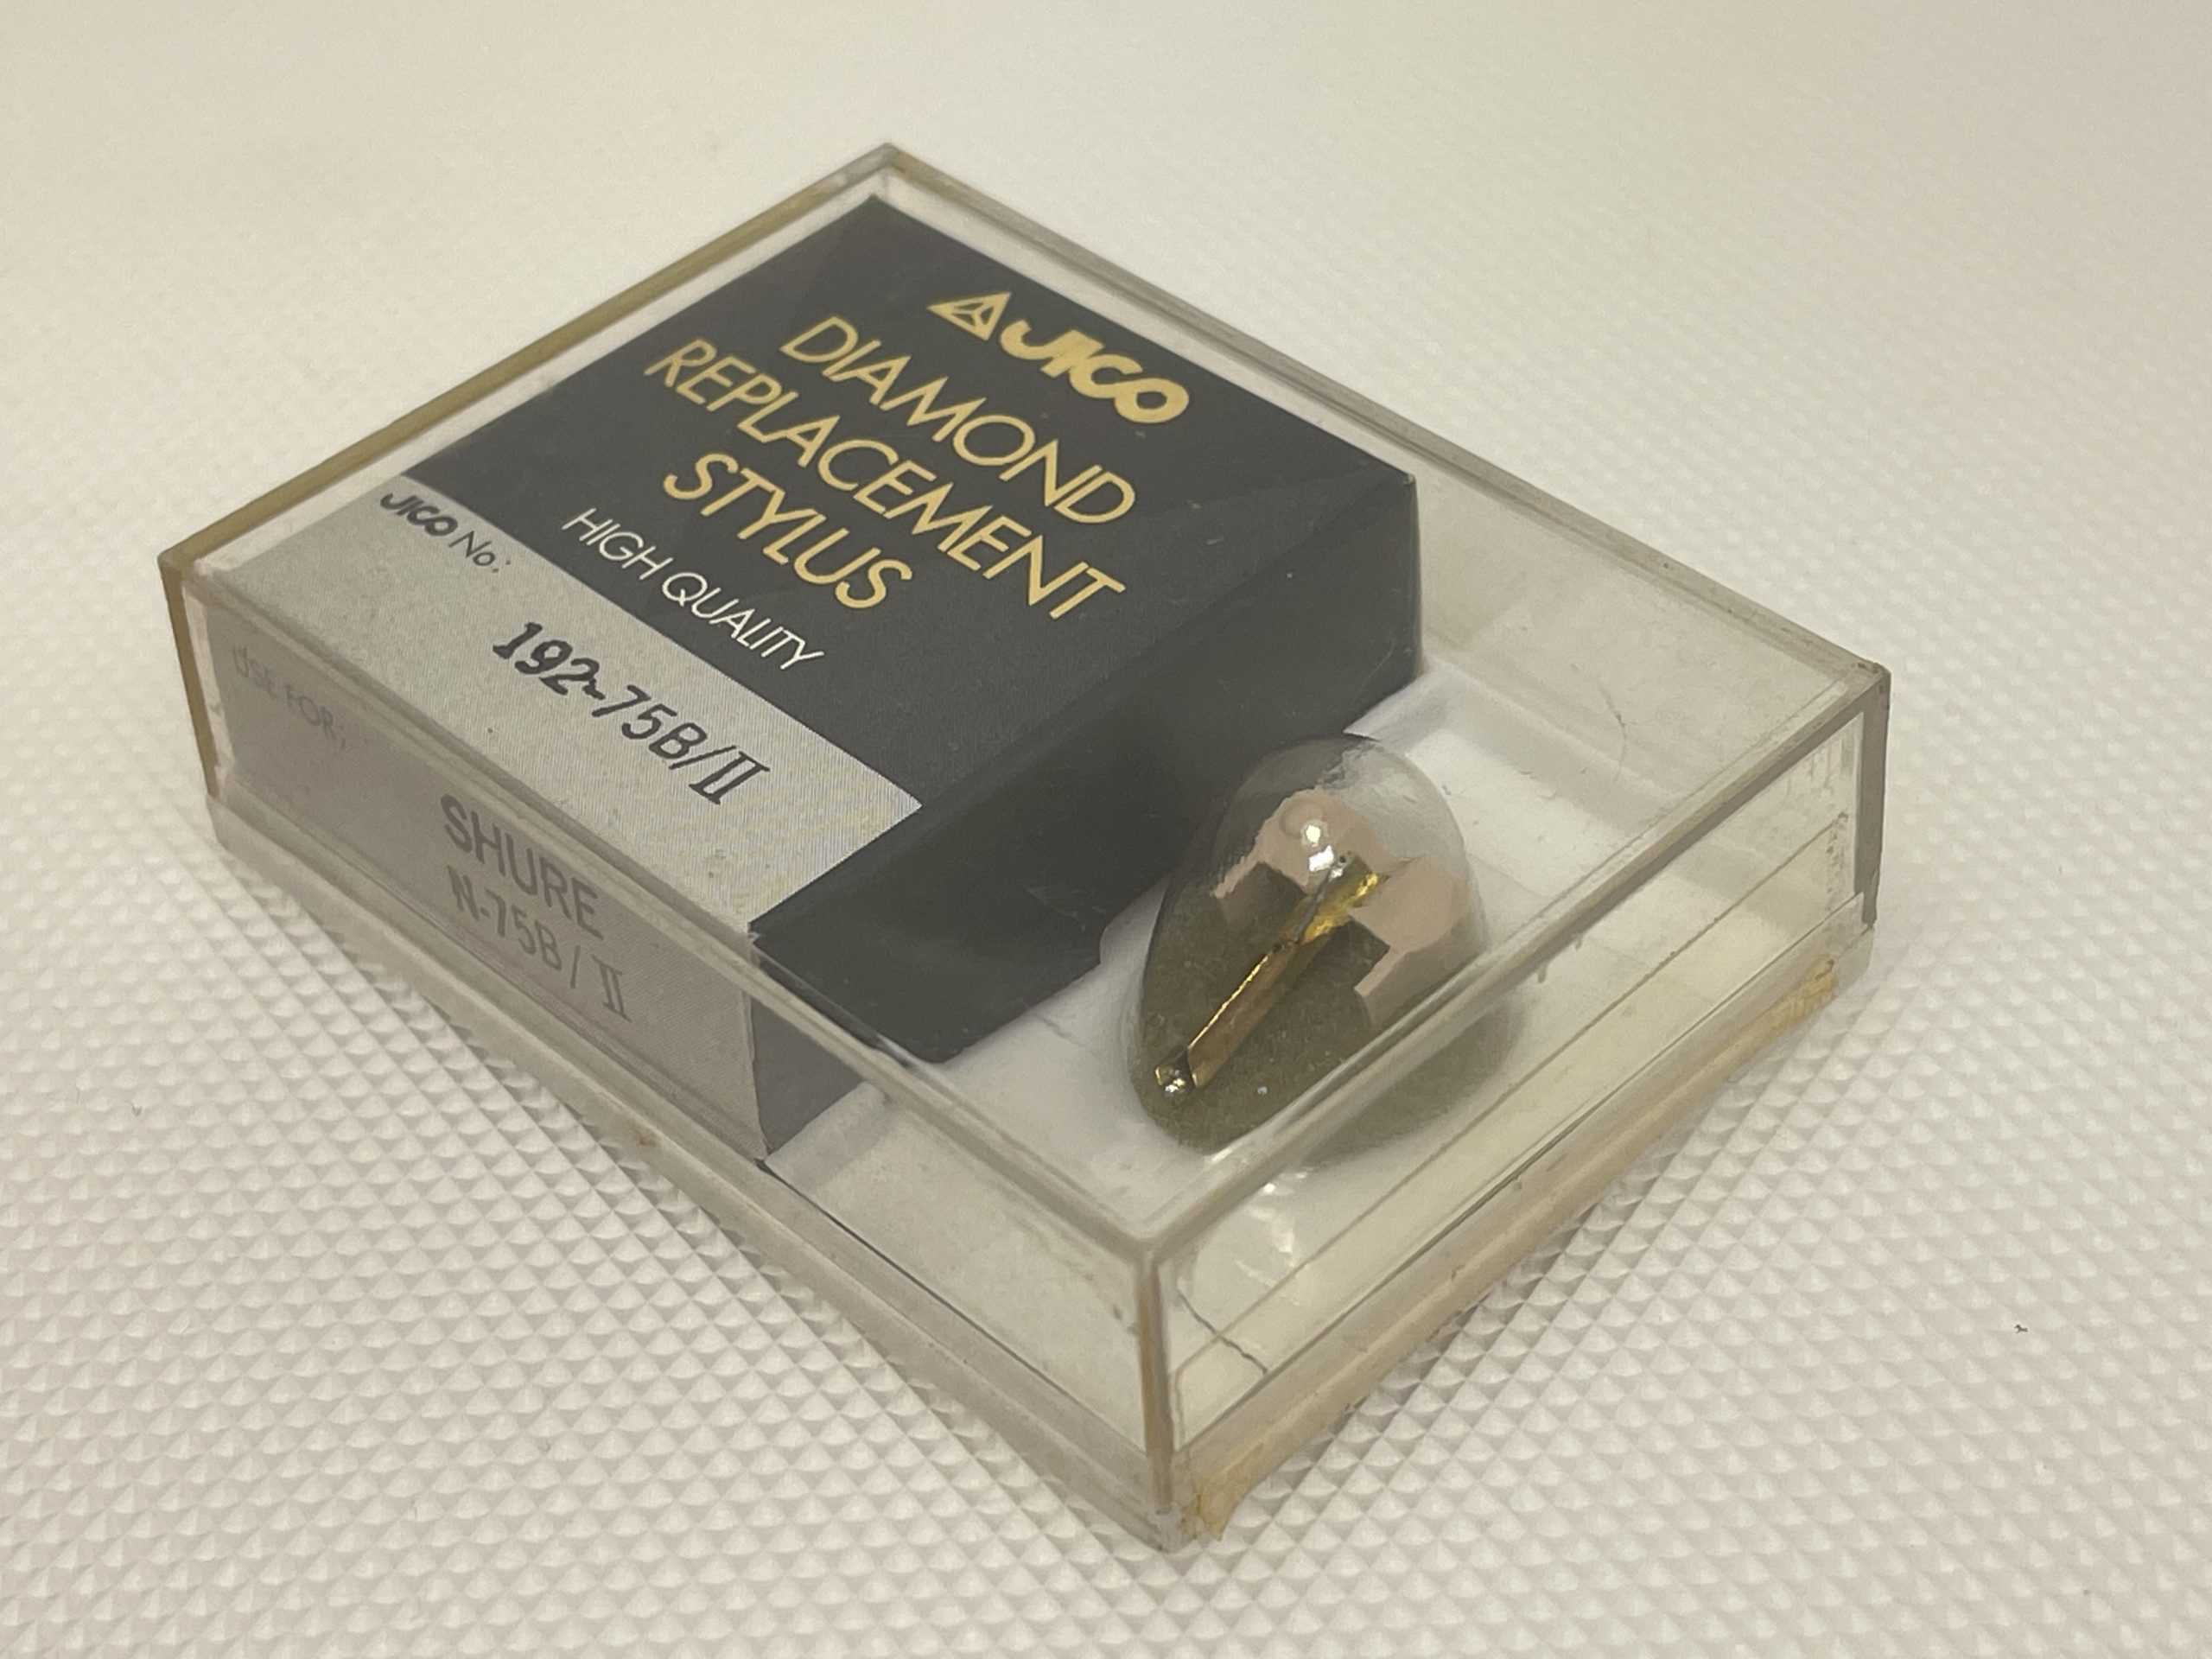 JICO
DIAMOND
REPLACEMENT
STYLUS
HIGH QUALITY
JICO No.:
192-75B/II
USE FOR;
SHURE
N-75B / II